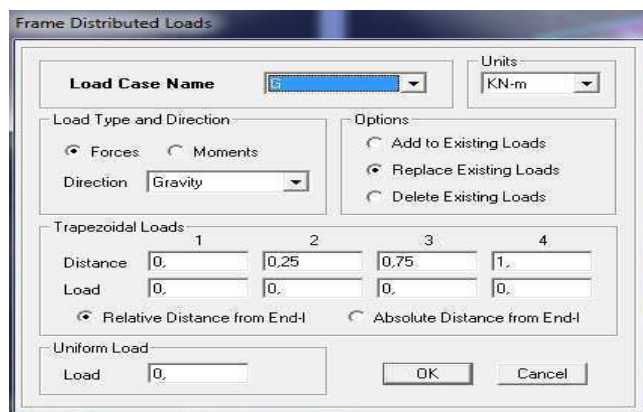 Frame Distributed Loads
Units
Load Case Name G KN-m
Load Type and Direction Options
Forces Moments Add to Existing Loads
Direction Gravity Replace Existing Loads
Delete Existing Loads
Trapezoidal Loads
1 2 3 4
Distance 0, 0,25 0,75 1,
Load 0, 0, 0, 0,
Relative Distance from End-I Absolute Distance from End-I
Uniform Load
Load 0, OK Cancel